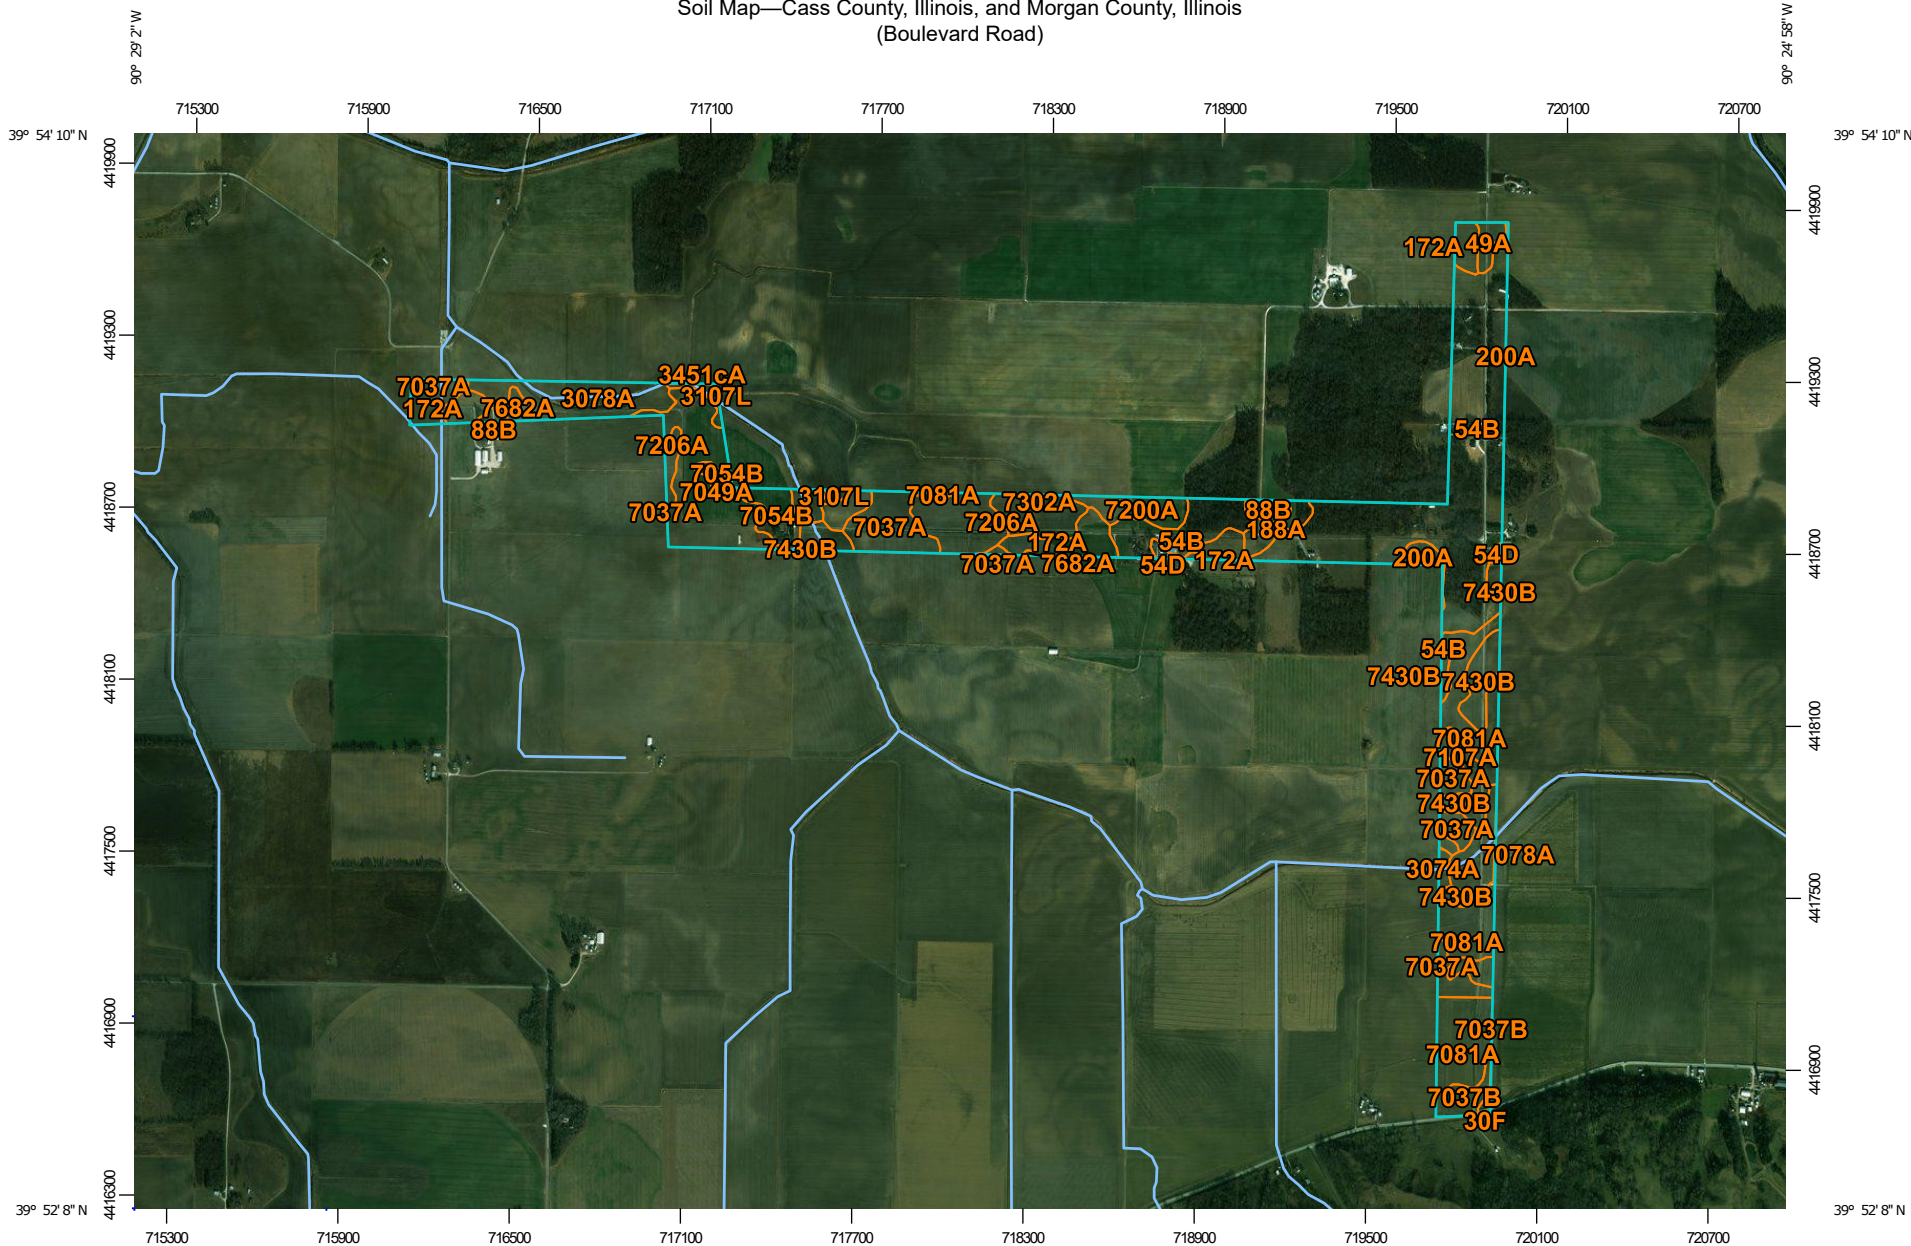 Soil Map—Cass County, Illinois, and Morgan County, Illinois
(Boulevard Road)
90° 29' 2'' W
90° 24' 58'' W
715300 715900 716500 717100 717700 718300 718900 719500 720100 720700
39° 54' 10'' N
39° 54' 10'' N
4419900
4419900
172A 49A
4419300
200A
4419300
3451cA
7037A
3107L
3078A
172A 7682A
88B
54B
7206A
7054B
7049A 3107L 7081A 7302A
4418700
7037A 7054B 7037A 7206A 7200A 88B
188A
7430B 172A 54B
7037A 7682A 54D 172A 200A 54D
4418700
7430B
54B
4418100
7430B 7430B
4418100
7081A
7107A
7037A
7430B
7037A
4417500
7078A
3074A
7430B
4417500
7081A
7037A
4416900
7037B
7081A
4416900
7037B
30F
4416300
39° 52' 8'' N
39° 52' 8'' N
715300 715900 716500 717100 717700 718300 718900 719500 720100 720700